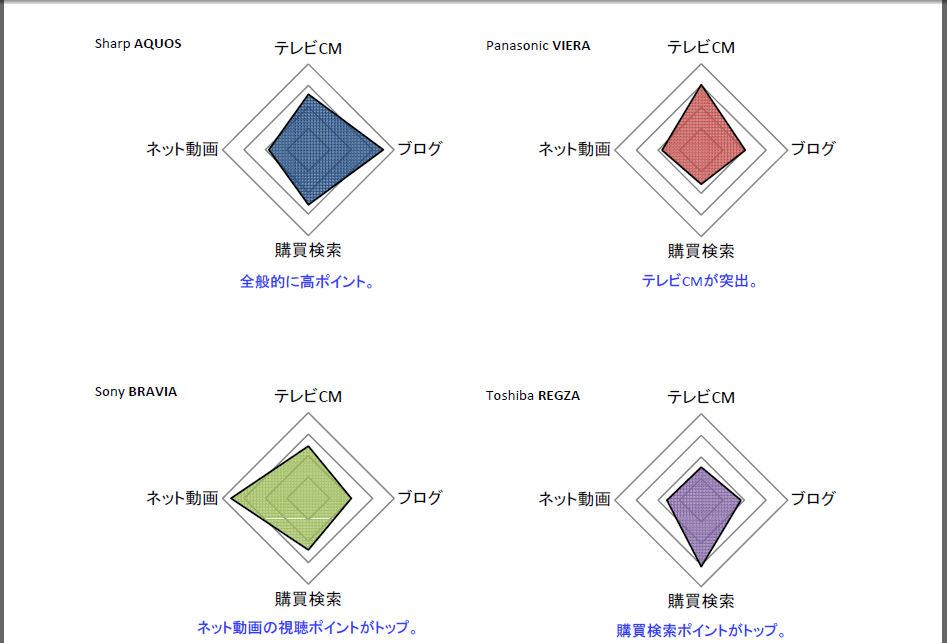 Sharp AQUOS
テレビCM
ネット動画
ブログ
購買検索
全般的に高ポイント。
Panasonic VIERA
テレビCM
ネット動画
ブログ
購買検索
テレビCMが突出。
Sony BRAVIA
テレビCM
ネット動画
ブログ
購買検索
ネット動画の視聴ポイントがトップ。
Toshiba REGZA
テレビCM
ネット動画
ブログ
購買検索
購買検索ポイントがトップ。